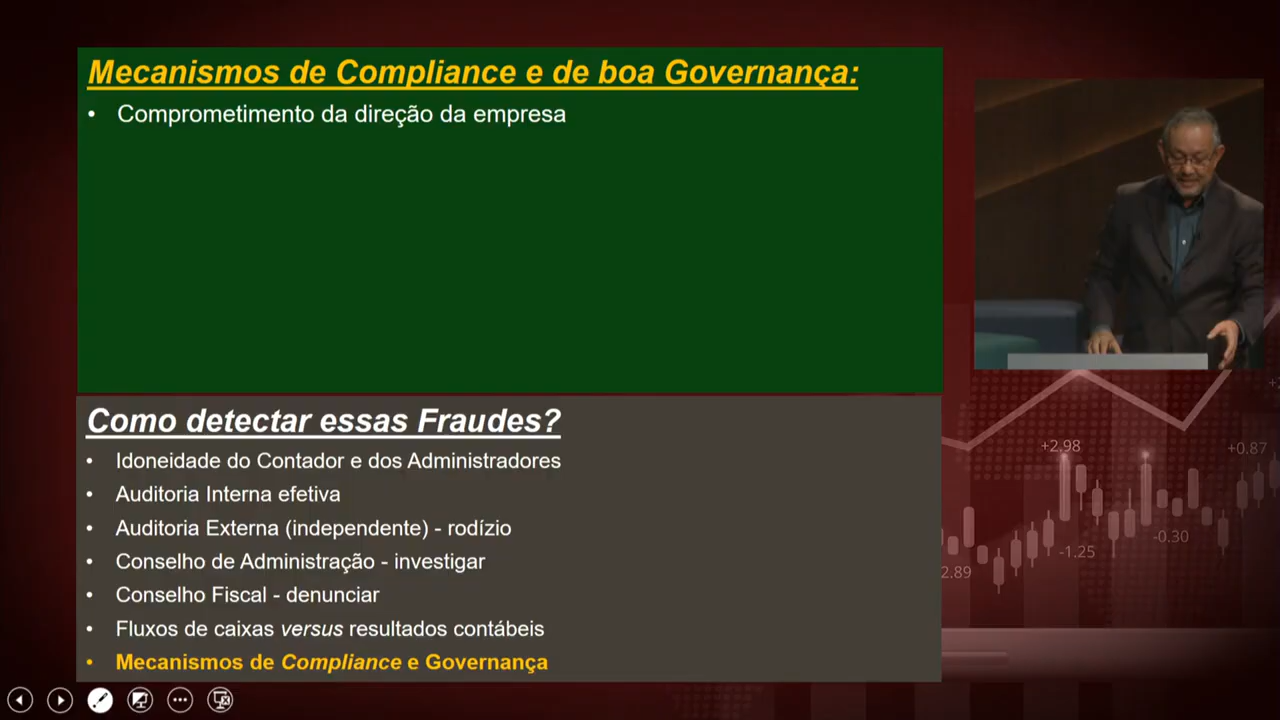 Mecanismos de Compliance e de boa Governança:
• Comprometimento da direção da empresa
Como detectar essas Fraudes?
• Idoneidade do Contador e dos Administradores
• Auditoria Interna efetiva
• Auditoria Externa (independente) - rodízio
• Conselho de Administração - investigar
• Conselho Fiscal - denunciar
• Fluxos de caixas versus resultados contábeis
• Mecanismos de Compliance e Governança
+2.98
+0.87
-0.30
-1.25
2.89